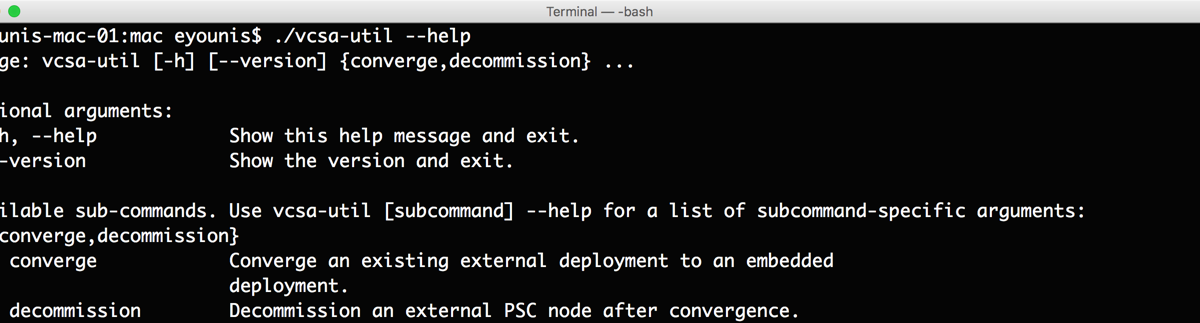 Terminal — -bash
unis-mac-01:mac eyounis$ ./vcsa-util --help
ge: vcsa-util [-h] [--version] {converge,decommission} ...
ional arguments:
h, --help Show this help message and exit.
-version Show the version and exit.
ilable sub-commands. Use vcsa-util [subcommand] --help for a list of subcommand-specific arguments:
converge,decommission}
converge Converge an existing external deployment to an embedded
deployment.
decommission Decommission an external PSC node after convergence.